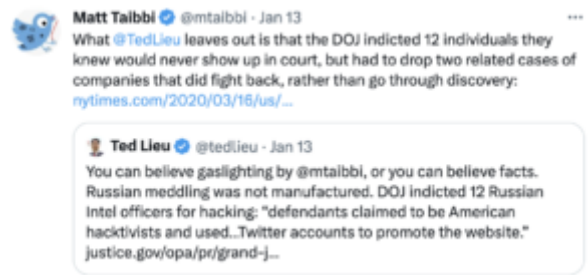 Matt Taibbi @mtaibbi · Jan 13
What @TedLieu leaves out is that the DOJ indicted 12 individuals they
knew would never show up in court, but had to drop two related cases of
companies that did fight back, rather than go through discovery:
nytimes.com/2020/03/16/us/...
Ted Lieu @tedlieu · Jan 13
You can believe gaslighting by @mtaibbi, or you can believe facts.
Russian meddling was not manufactured. DOJ indicted 12 Russian
Intel officers for hacking: "defendants claimed to be American
hacktivists and used..Twitter accounts to promote the website."
justice.gov/opa/pr/grand-j...